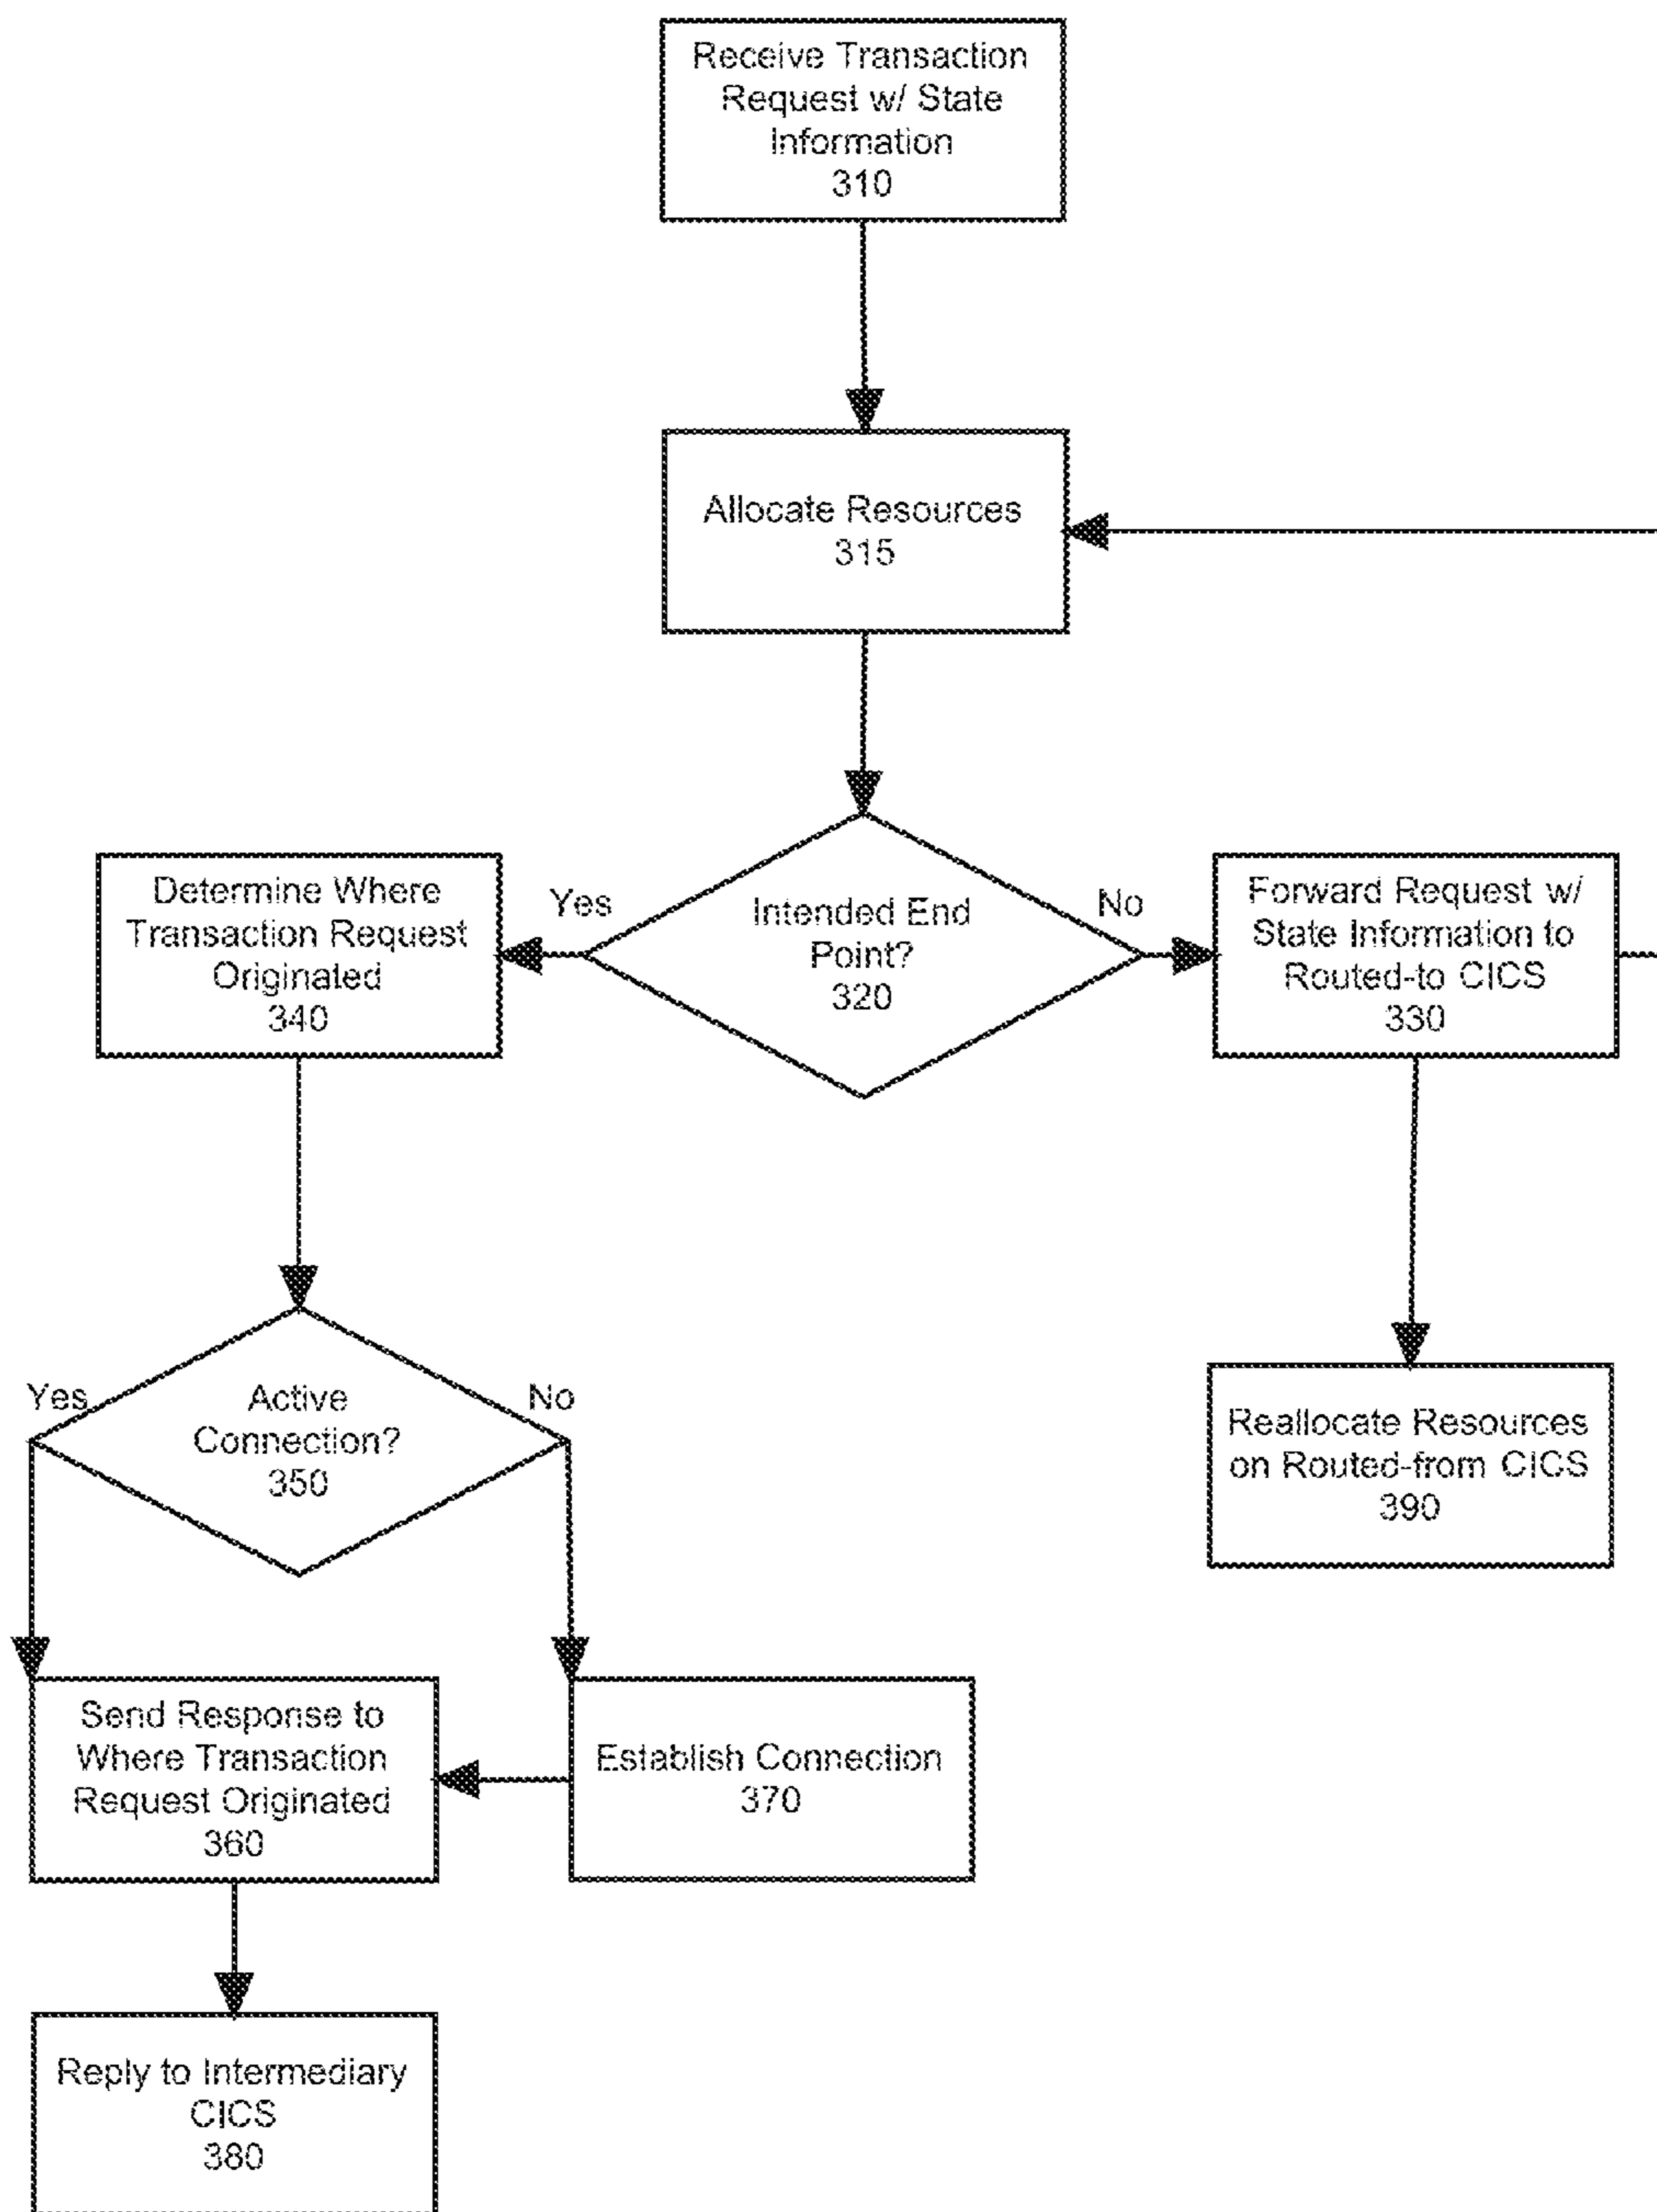 Receive Transaction
Request w/ State
Information
310
Allocate Resources
315
Determine Where
Transaction Request
Originated
340
Yes
Intended End
Point?
320
No
Forward Request w/
State Information to
Routed-to CICS
330
Yes
Active
Connection?
350
No
Reallocate Resources
on Routed-from CICS
390
Send Response to
Where Transaction
Request Originated
360
Establish Connection
370
Reply to Intermediary
CICS
380